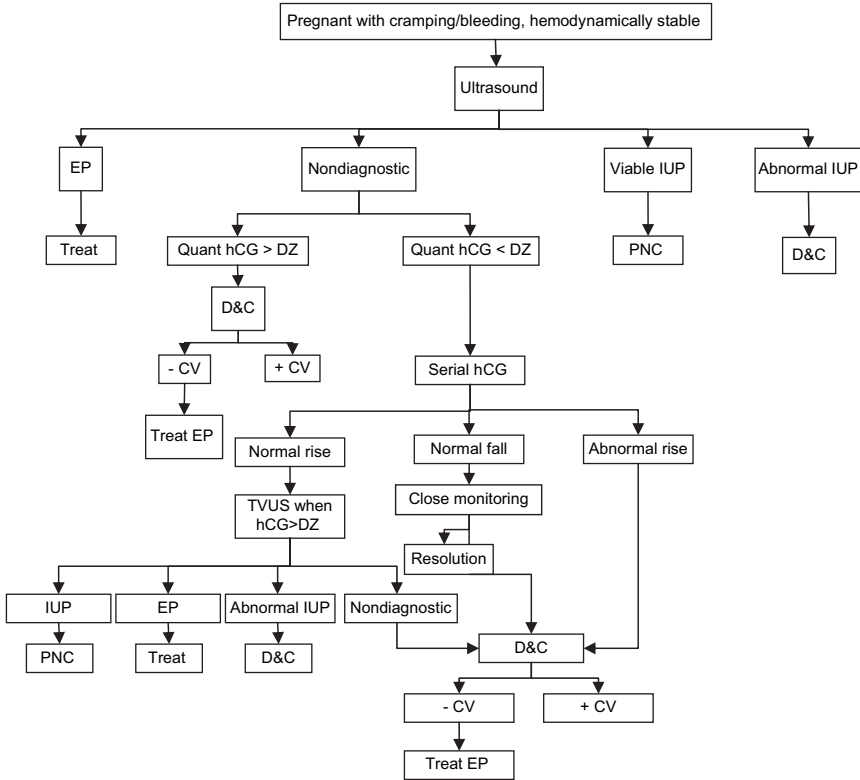 Pregnant with cramping/bleeding, hemodynamically stable
Ultrasound
EP
Nondiagnostic
Viable IUP
Abnormal IUP
Treat
Quant hCG > DZ
Quant hCG < DZ
PNC
D&C
D&C
- CV
+ CV
Serial hCG
Treat EP
Normal rise
Normal fall
Abnormal rise
TVUS when
hCG>DZ
Close monitoring
Resolution
IUP
EP
Abnormal IUP
Nondiagnostic
PNC
Treat
D&C
D&C
- CV
+ CV
Treat EP